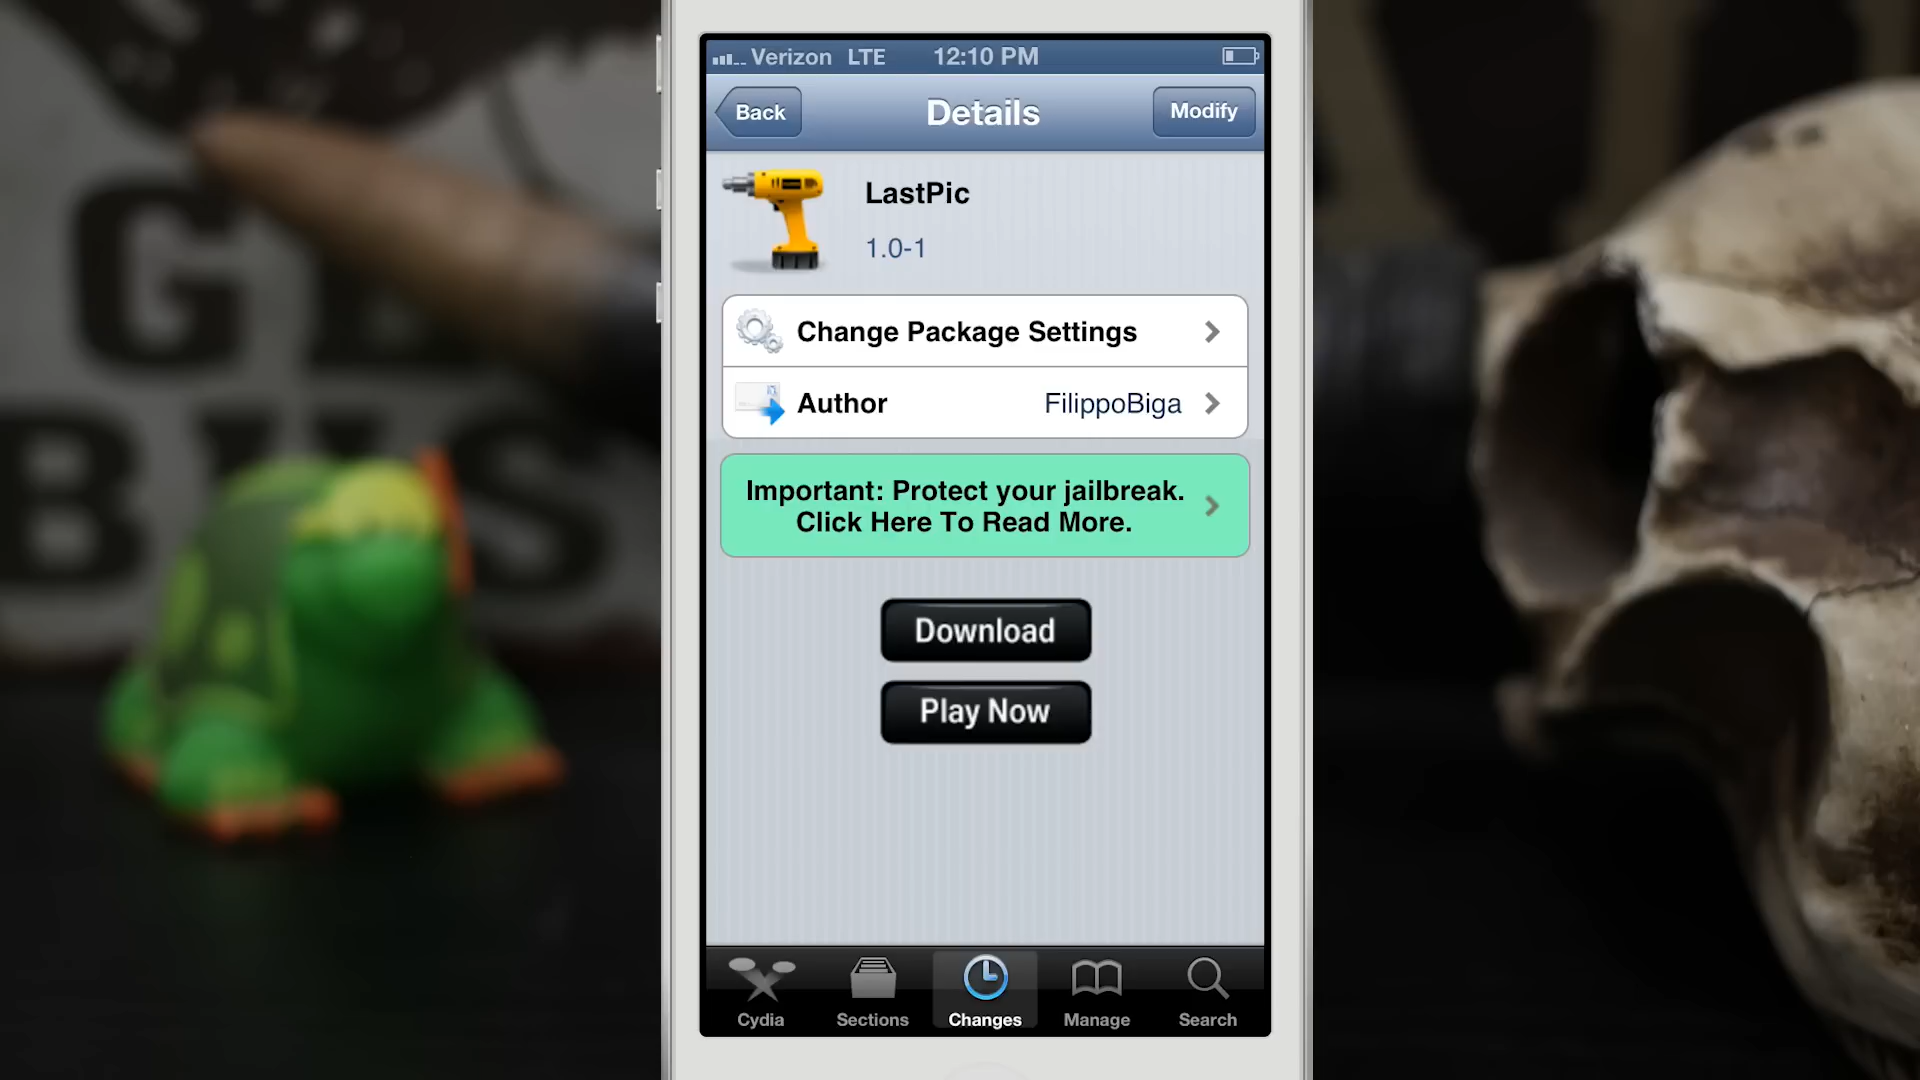 Verizon LTE 12:10 PM
Back
Details
Modify
LastPic
1.0-1
Change Package Settings
Author
FilippoBiga
Important: Protect your jailbreak.
Click Here To Read More.
Download
Play Now
Cydia
Sections
Changes
Manage
Search